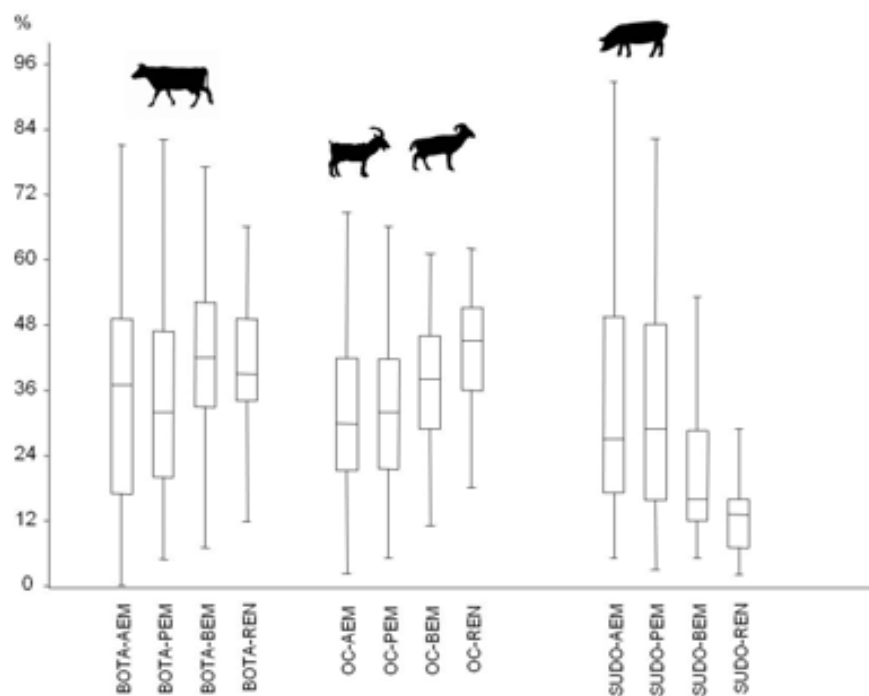 %
96
84
72
60
48
36
24
12
0
BOTA-AEM
BOTA-PEM
BOTA-BEM
BOTA-REN
OC-AEM
OC-PEM
OC-BEM
OC-REN
SUDO-AEM
SUDO-PEM
SUDO-BEM
SUDO-REN